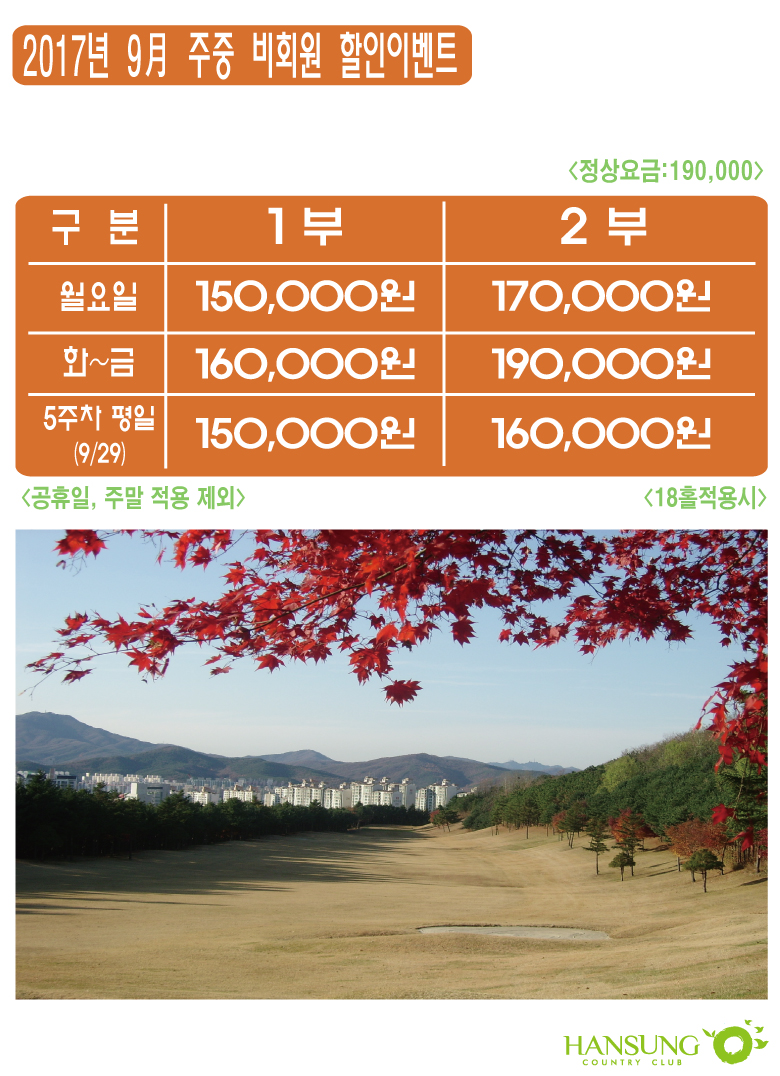 2017년 9月 주중 비회원 할인이벤트
<정상요금:190,000>
구 분 1부 2부
월요일 150,000원 170,000원
화~금 160,000원 190,000원
5주차 평일 (9/29) 150,000원 160,000원
<공휴일, 주말 적용 제외> <18홀적용시>
HANSUNG
COUNTRY CLUB